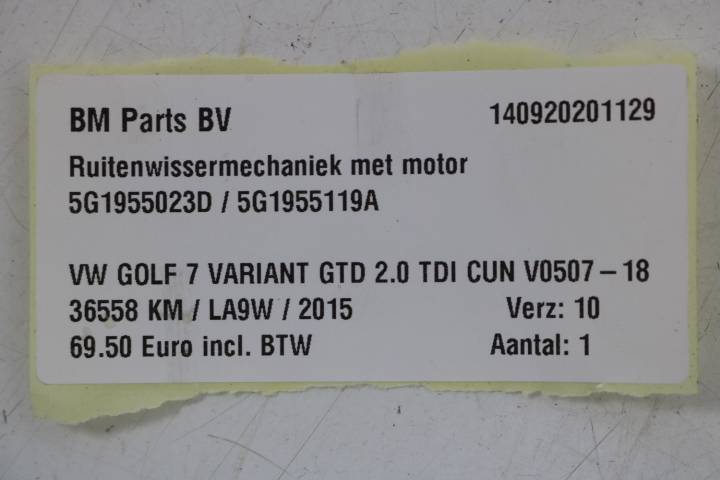 BM Parts BV 140920201129
Ruitenwissermechaniek met motor
5G1955023D / 5G1955119A
VW GOLF 7 VARIANT GTD 2.0 TDI CUN V0507-18
36558 KM / LA9W / 2015 Verz: 10
69.50 Euro incl. BTW Aantal: 1